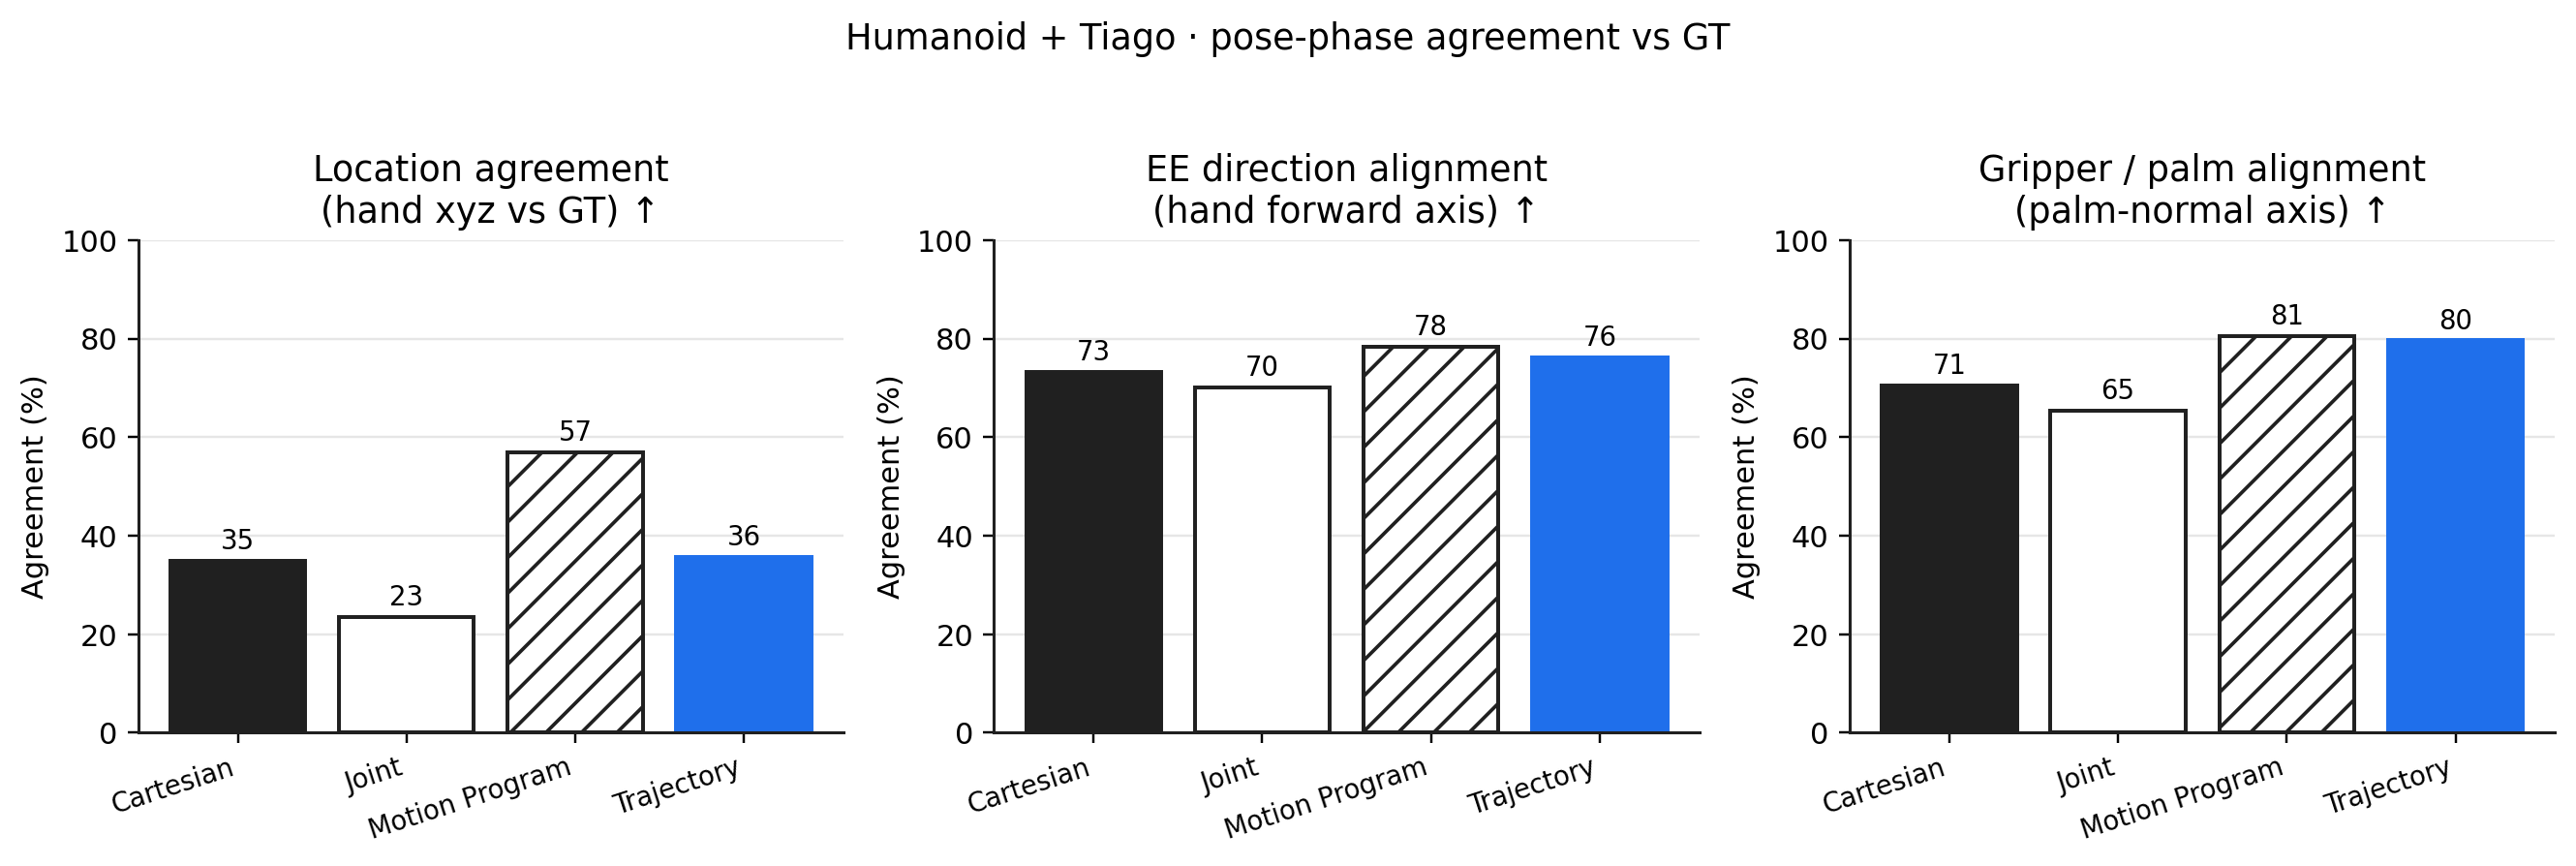 Humanoid + Tiago · pose-phase agreement vs GT
Location agreement
(hand xyz vs GT) ↑
Agreement (%)
100
80
60
40
20
0
35
23
57
36
Cartesian
Joint
Motion Program
Trajectory
EE direction alignment
(hand forward axis) ↑
Agreement (%)
100
80
60
40
20
0
73
70
78
76
Cartesian
Joint
Motion Program
Trajectory
Gripper / palm alignment
(palm-normal axis) ↑
Agreement (%)
100
80
60
40
20
0
71
65
81
80
Cartesian
Joint
Motion Program
Trajectory